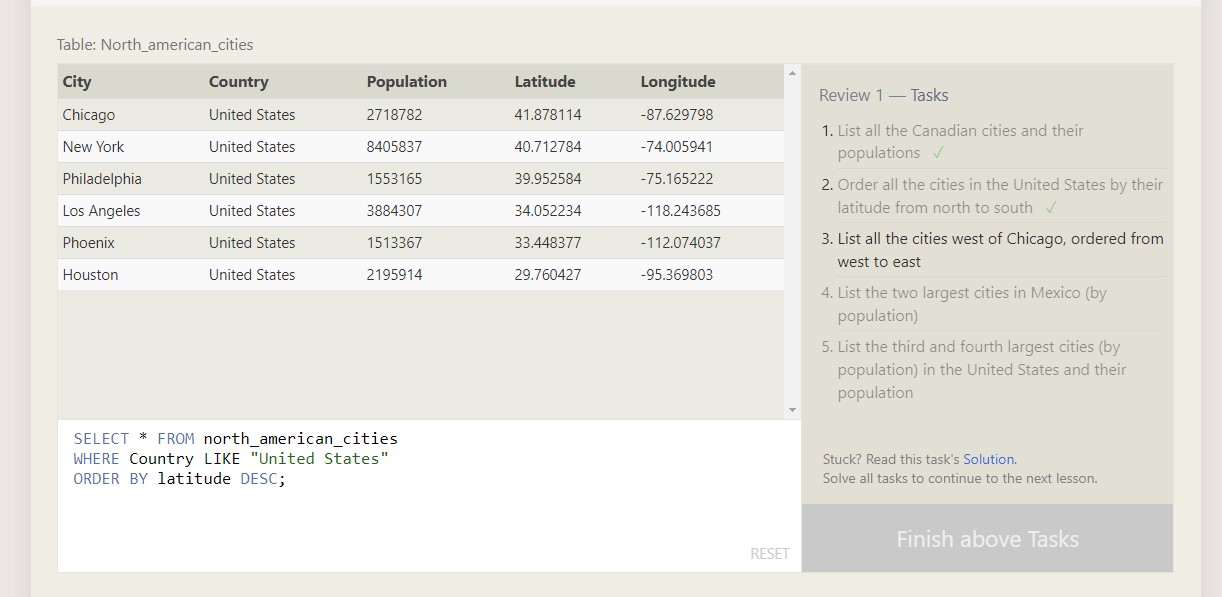 Table: North_american_cities
City Country Population Latitude Longitude
Chicago United States 2718782 41.878114 -87.629798
New York United States 8405837 40.712784 -74.005941
Philadelphia United States 1553165 39.952584 -75.165222
Los Angeles United States 3884307 34.052234 -118.243685
Phoenix United States 1513367 33.448377 -112.074037
Houston United States 2195914 29.760427 -95.369803
SELECT * FROM north_american_cities
WHERE Country LIKE "United States"
ORDER BY latitude DESC;
RESET
Review 1 — Tasks
1. List all the Canadian cities and their
populations ✓
2. Order all the cities in the United States by their
latitude from north to south ✓
3. List all the cities west of Chicago, ordered from
west to east
4. List the two largest cities in Mexico (by
population)
5. List the third and fourth largest cities (by
population) in the United States and their
population
Stuck? Read this task's Solution.
Solve all tasks to continue to the next lesson.
Finish above Tasks